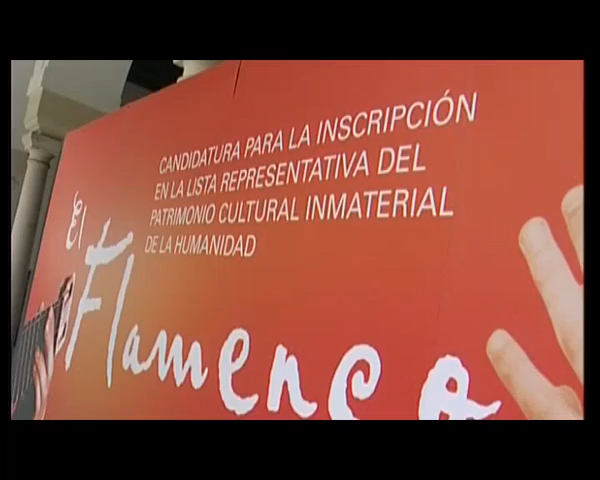 CANDIDATURA PARA LA INSCRIPCIÓN
EN LA LISTA REPRESENTATIVA DEL
PATRIMONIO CULTURAL INMATERIAL
DE LA HUMANIDAD
El
Flamenco